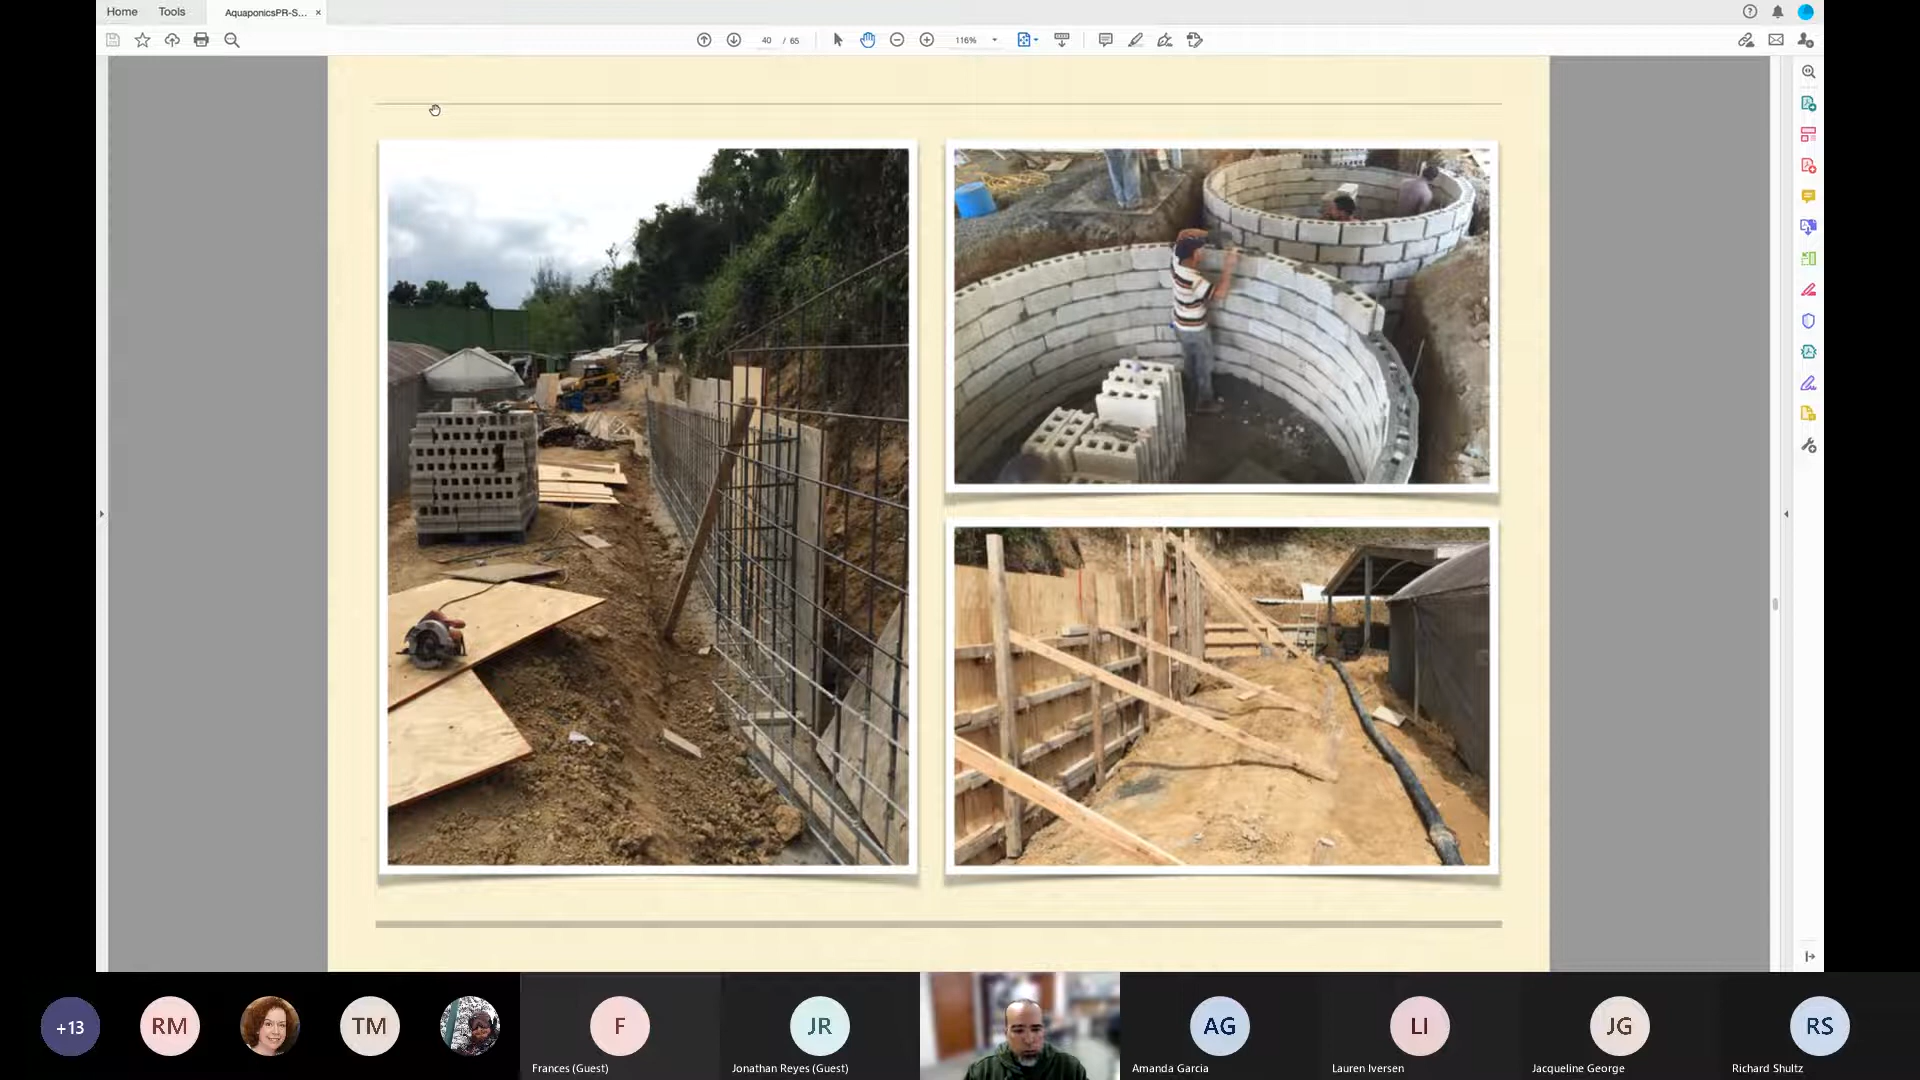 Home Tools AquaponicsPR-S... ×
40 / 65 116%
+13 RM TM F JR AG LI JG RS
Frances (Guest) Jonathan Reyes (Guest) Amanda Garcia Lauren Iversen Jacqueline George Richard Shultz